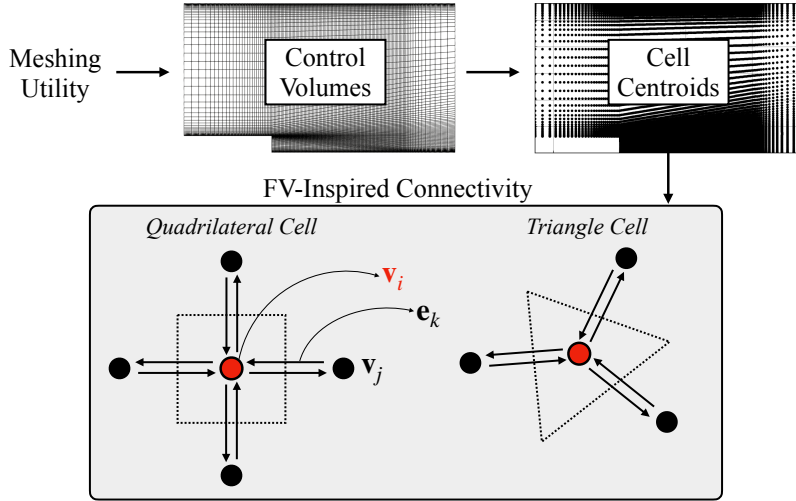 Meshing
Utility
Control
Volumes
Cell
Centroids
FV-Inspired Connectivity
Quadrilateral Cell
Triangle Cell
v_i
e_k
v_j